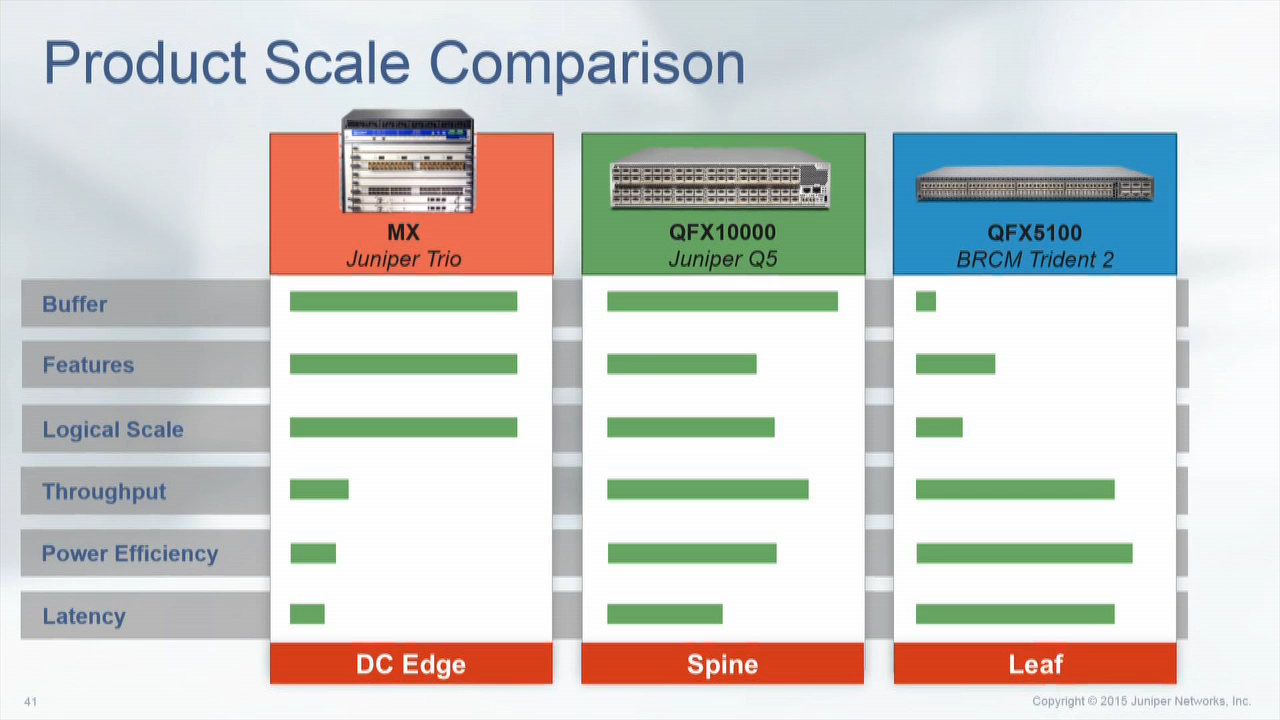 Product Scale Comparison
MX
Juniper Trio
QFX10000
Juniper Q5
QFX5100
BRCM Trident 2
Buffer
Features
Logical Scale
Throughput
Power Efficiency
Latency
DC Edge
Spine
Leaf
41
Copyright © 2015 Juniper Networks, Inc.